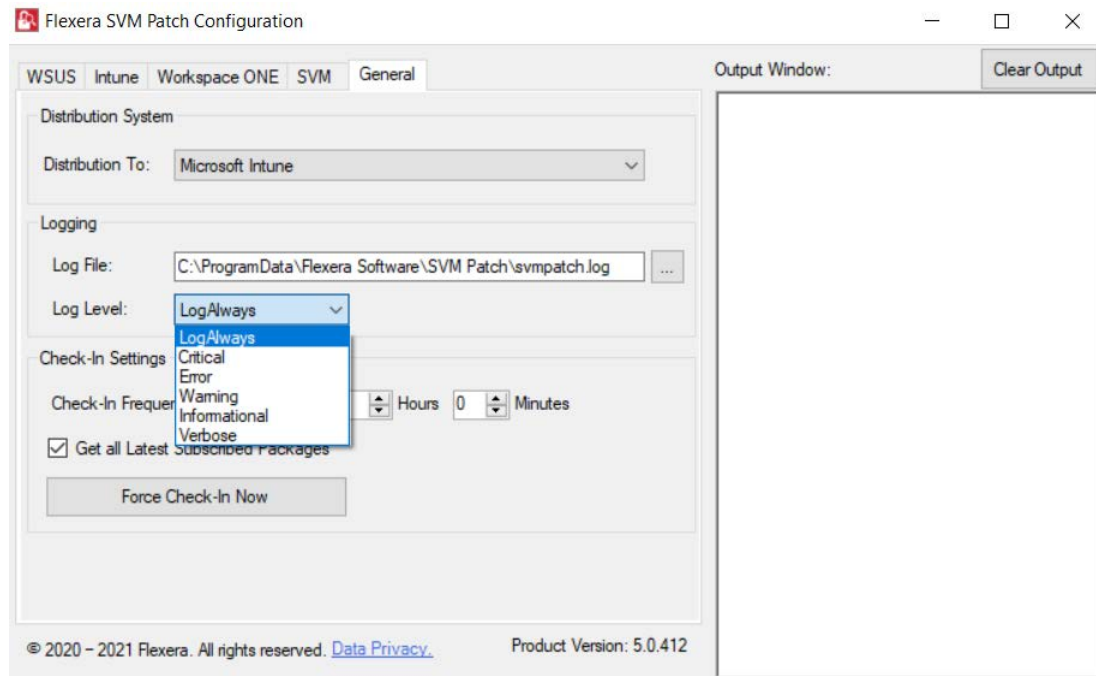 Flexera SVM Patch Configuration
WSUS Intune Workspace ONE SVM General
Output Window:
Clear Output
Distribution System
Distribution To: Microsoft Intune
Logging
Log File: C:\ProgramData\Flexera Software\SVM Patch\svmpatch.log ...
Log Level: LogAlways
LogAlways
Critical
Error
Warning
Informational
Verbose
Check-In Settings
Check-In Frequen Hours 0 Minutes
Get all Latest Subscribed Packages
Force Check-In Now
© 2020 – 2021 Flexera. All rights reserved. Data Privacy. Product Version: 5.0.412